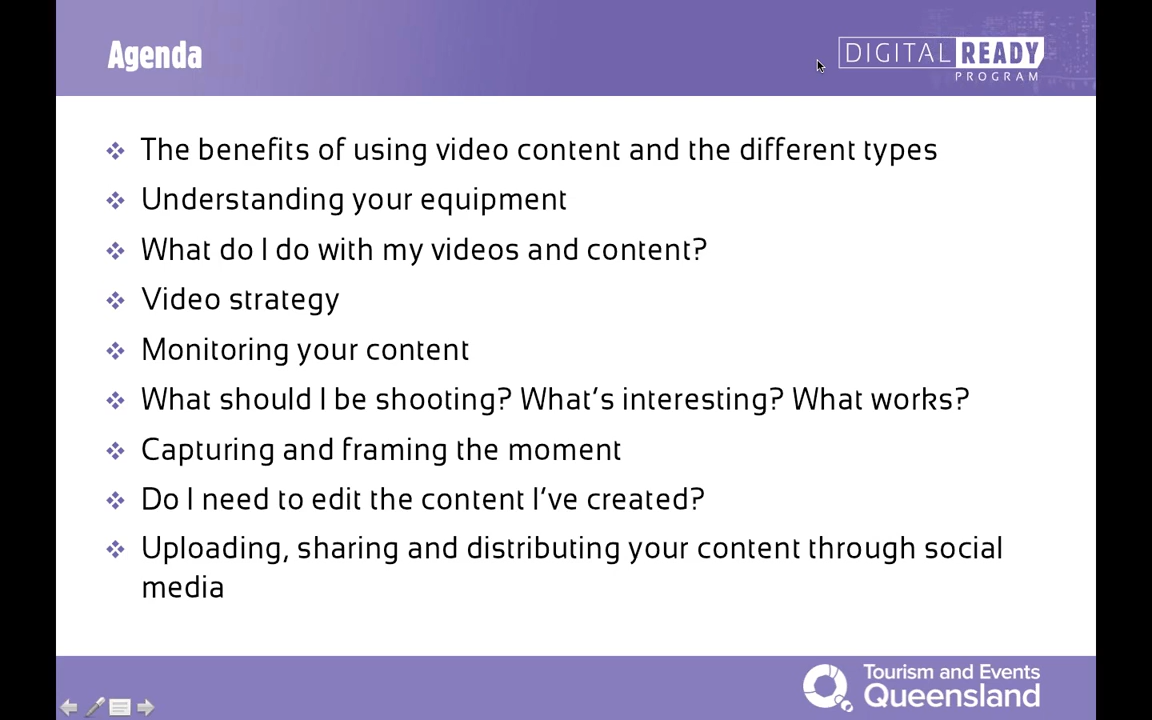 Agenda
DIGITAL READY
PROGRAM
The benefits of using video content and the different types
Understanding your equipment
What do I do with my videos and content?
Video strategy
Monitoring your content
What should I be shooting? What’s interesting? What works?
Capturing and framing the moment
Do I need to edit the content I’ve created?
Uploading, sharing and distributing your content through social
media
Tourism and Events
Queensland